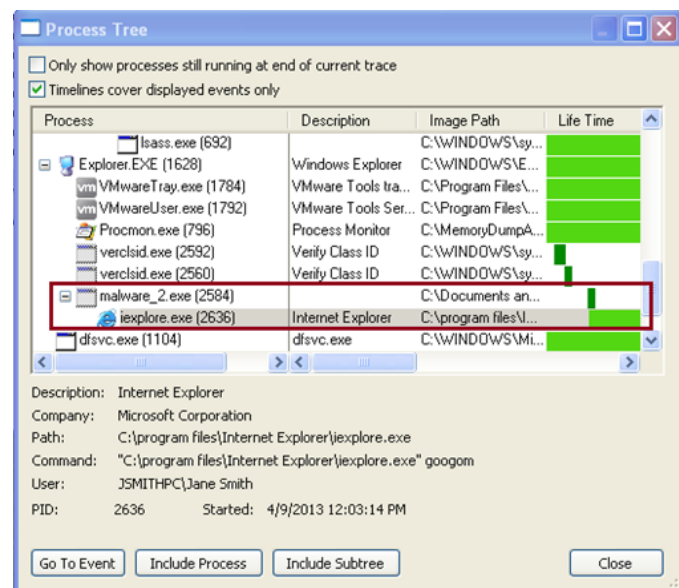 Process Tree
Only show processes still running at end of current trace
Timelines cover displayed events only
Process Description Image Path Life Time
lsass.exe (692) C:\WINDOWS\sy...
Explorer.EXE (1628) Windows Explorer C:\WINDOWS\E...
vm VMwareTray.exe (1784) VMware Tools tra... C:\Program Files\...
vm VMwareUser.exe (1792) VMware Tools Ser... C:\Program Files\...
Procmon.exe (796) Process Monitor C:\MemoryDumpA...
verclsid.exe (2592) Verify Class ID C:\WINDOWS\sy...
verclsid.exe (2560) Verify Class ID C:\WINDOWS\sy...
malware_2.exe (2584) C:\Documents an...
iexplore.exe (2636) Internet Explorer C:\program files\I...
dfsvc.exe (1104) dfsvc.exe C:\WINDOWS\Mi...
Description: Internet Explorer
Company: Microsoft Corporation
Path: C:\program files\Internet Explorer\iexplore.exe
Command: "C:\program files\Internet Explorer\iexplore.exe" googom
User: JSMITHPC\Jane Smith
PID: 2636 Started: 4/9/2013 12:03:14 PM
Go To Event Include Process Include Subtree Close